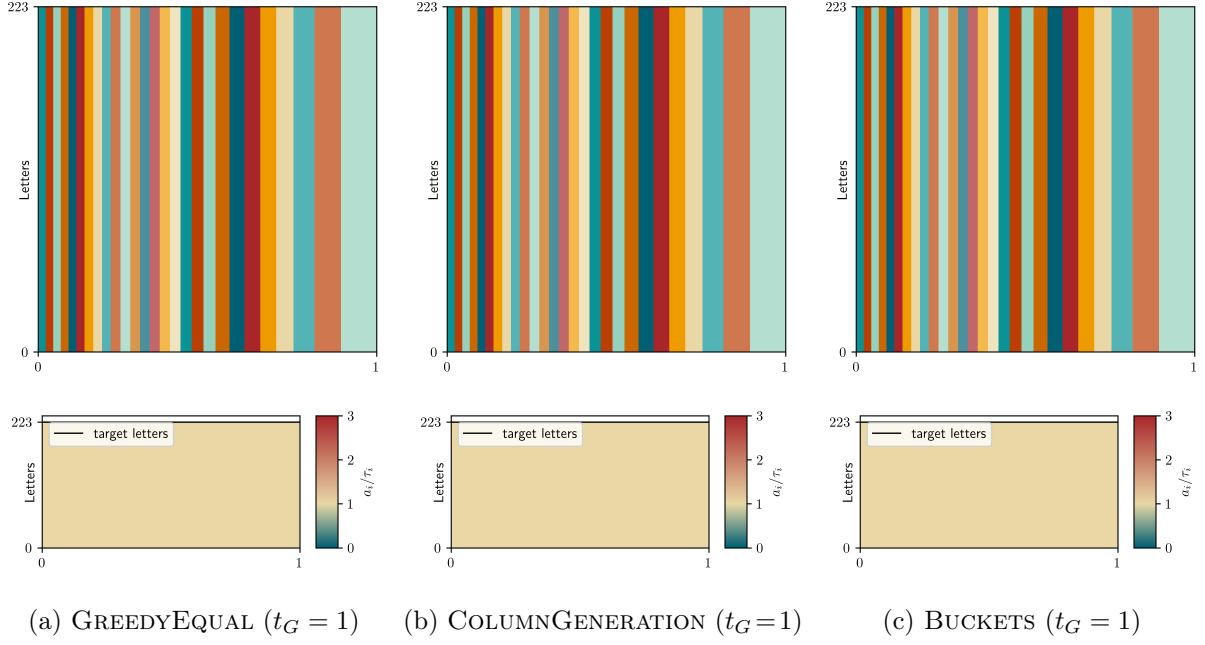 223
Letters
0
0
1
223
Letters
0
0
1
223
Letters
0
0
1
223
Letters
0
0
1
target letters
3
2
1
0
a_i/τ_i
223
Letters
0
0
1
target letters
3
2
1
0
a_i/τ_i
223
Letters
0
0
1
target letters
3
2
1
0
a_i/τ_i
(a) GREEDYEQUAL (t_G = 1)
(b) COLUMNGENERATION (t_G = 1)
(c) BUCKETS (t_G = 1)